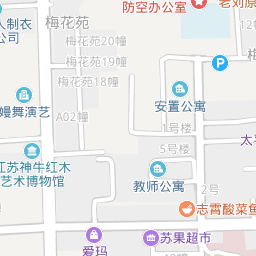 梅花苑
防空办公室
老刘原
人制衣
梅花苑20幢
梅花苑19幢
P
梅花苑18幢
安置公寓
嫚舞演艺
A02幢
1号楼
太平
5号楼
江苏神牛红木
艺术博物馆
教师公寓
2号
志霄酸菜鱼
苏果超市
爱玛